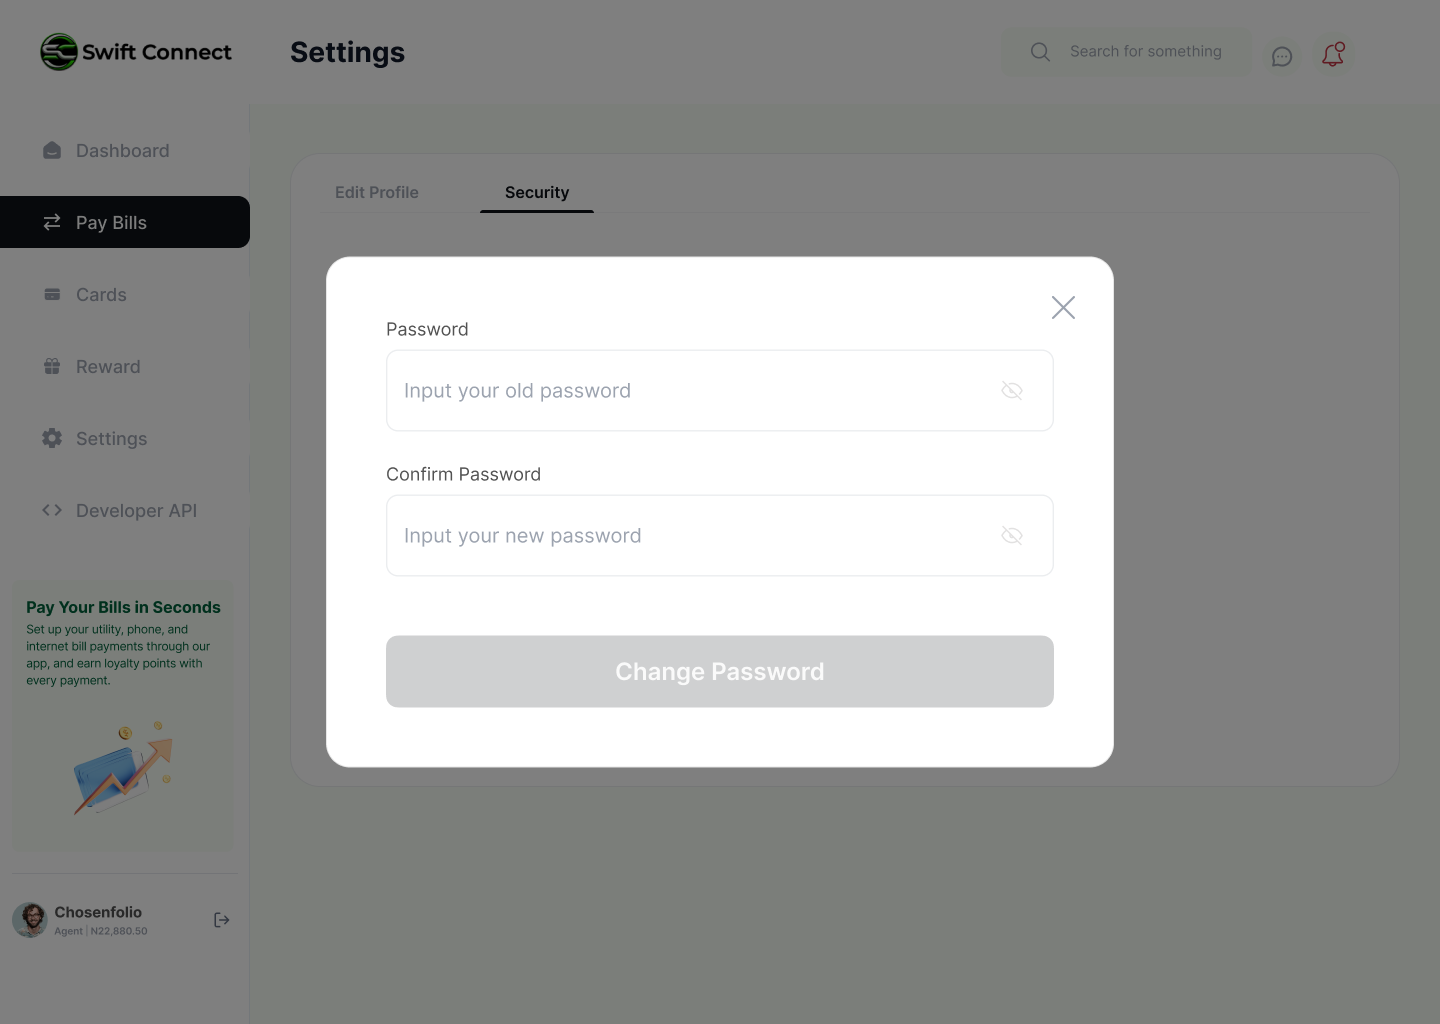 Swift Connect
Settings
Search for something
Dashboard
Pay Bills
Cards
Reward
Settings
Developer API
Edit Profile
Security
Password
Input your old password
Confirm Password
Input your new password
Change Password
Pay Your Bills in Seconds
Set up your utility, phone, and
internet bill payments through our
app, and earn loyalty points with
every payment.
Chosenfolio
Agent | N22,880.50